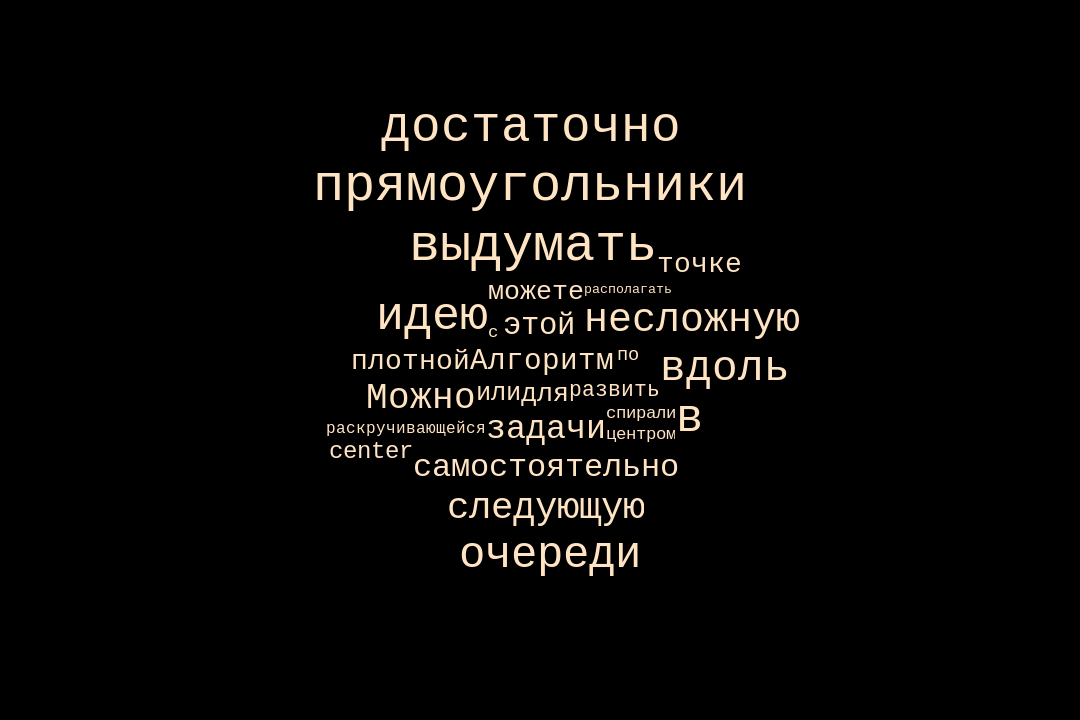 достаточно
прямоугольники
выдумать
точке
можете располагать
идею с этой несложную
плотной Алгоритм по вдоль
Можно или для развить
спирали в
раскручивающейся задачи центром
center
самостоятельно
следующую
очереди